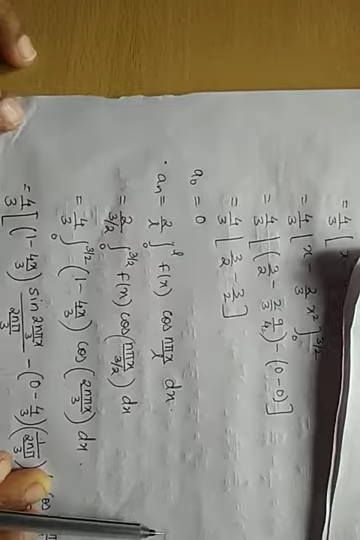 = 4/3 [ x
= 4/3 [ x - 2/3 x² ]₀^3/2
= 4/3 [ (3/2 - 2/3 9/4) - (0-0) ]
= 4/3 [ 3/2 - 3/2 ]
a₀ = 0
aₙ = 2/l ∫₀^l f(x) cos nπx/l dx.
= 2/3/2 ∫₀^3/2 f(x) cos(nπx/3/2) dx
= 4/3 ∫₀^3/2 (1 - 4x/3) cos(2nπx/3) dx.
= 4/3 [ (1 - 4x/3) sin 2nπx/3 / 2nπ/3 - (0 - 4/3)(1/2nπ/3)